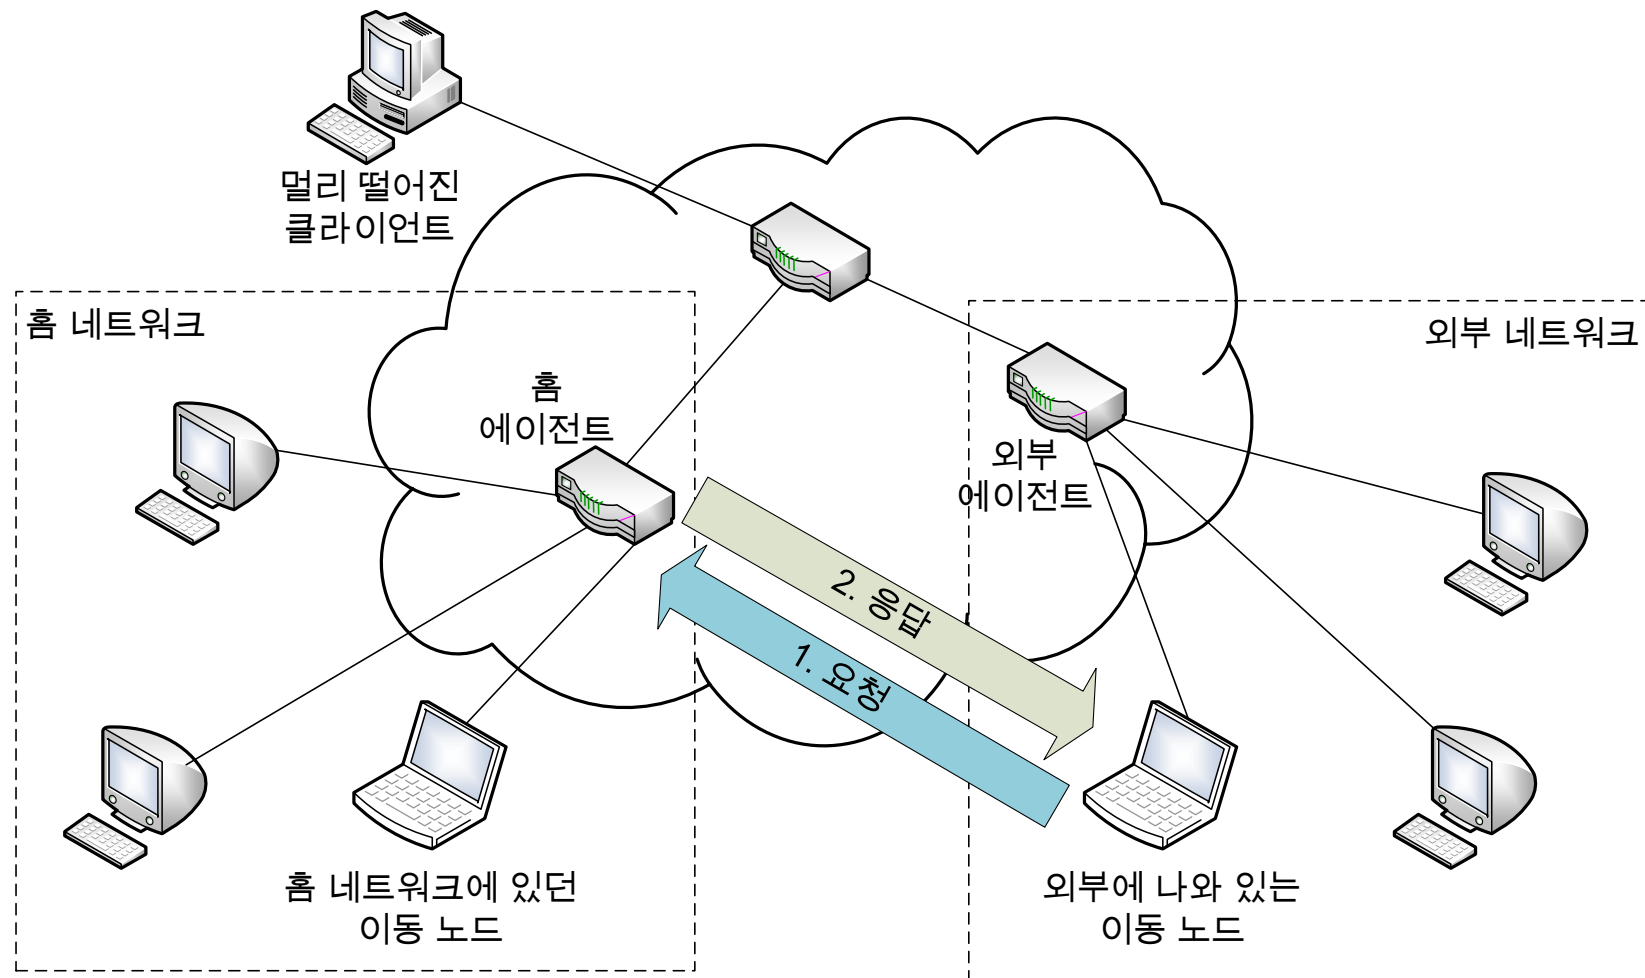 멀리 떨어진
클라이언트
홈 네트워크
외부 네트워크
홈
에이전트
외부
에이전트
2. 응답
1. 요청
홈 네트워크에 있던
이동 노드
외부에 나와 있는
이동 노드